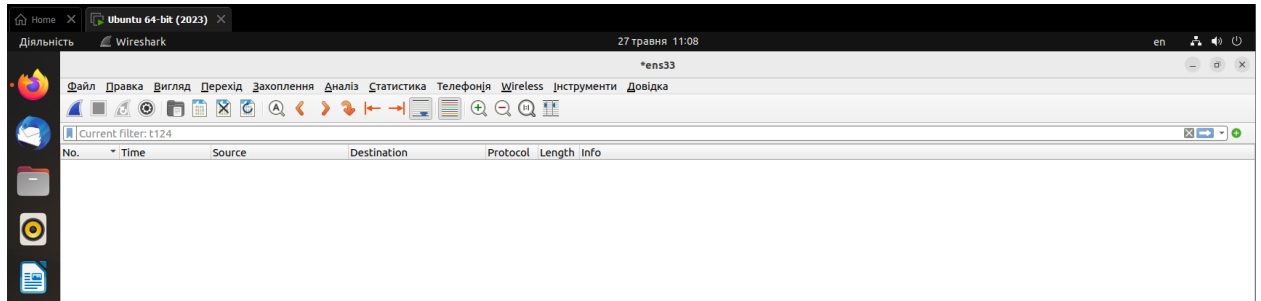 Home Ubuntu 64-bit (2023)
Діяльність Wireshark 27 травня 11:08 en
*ens33
Файл Правка Вигляд Перехід Захоплення Аналіз Статистика Телефонія Wireless Інструменти Довідка
Current filter: t124
No. Time Source Destination Protocol Length Info